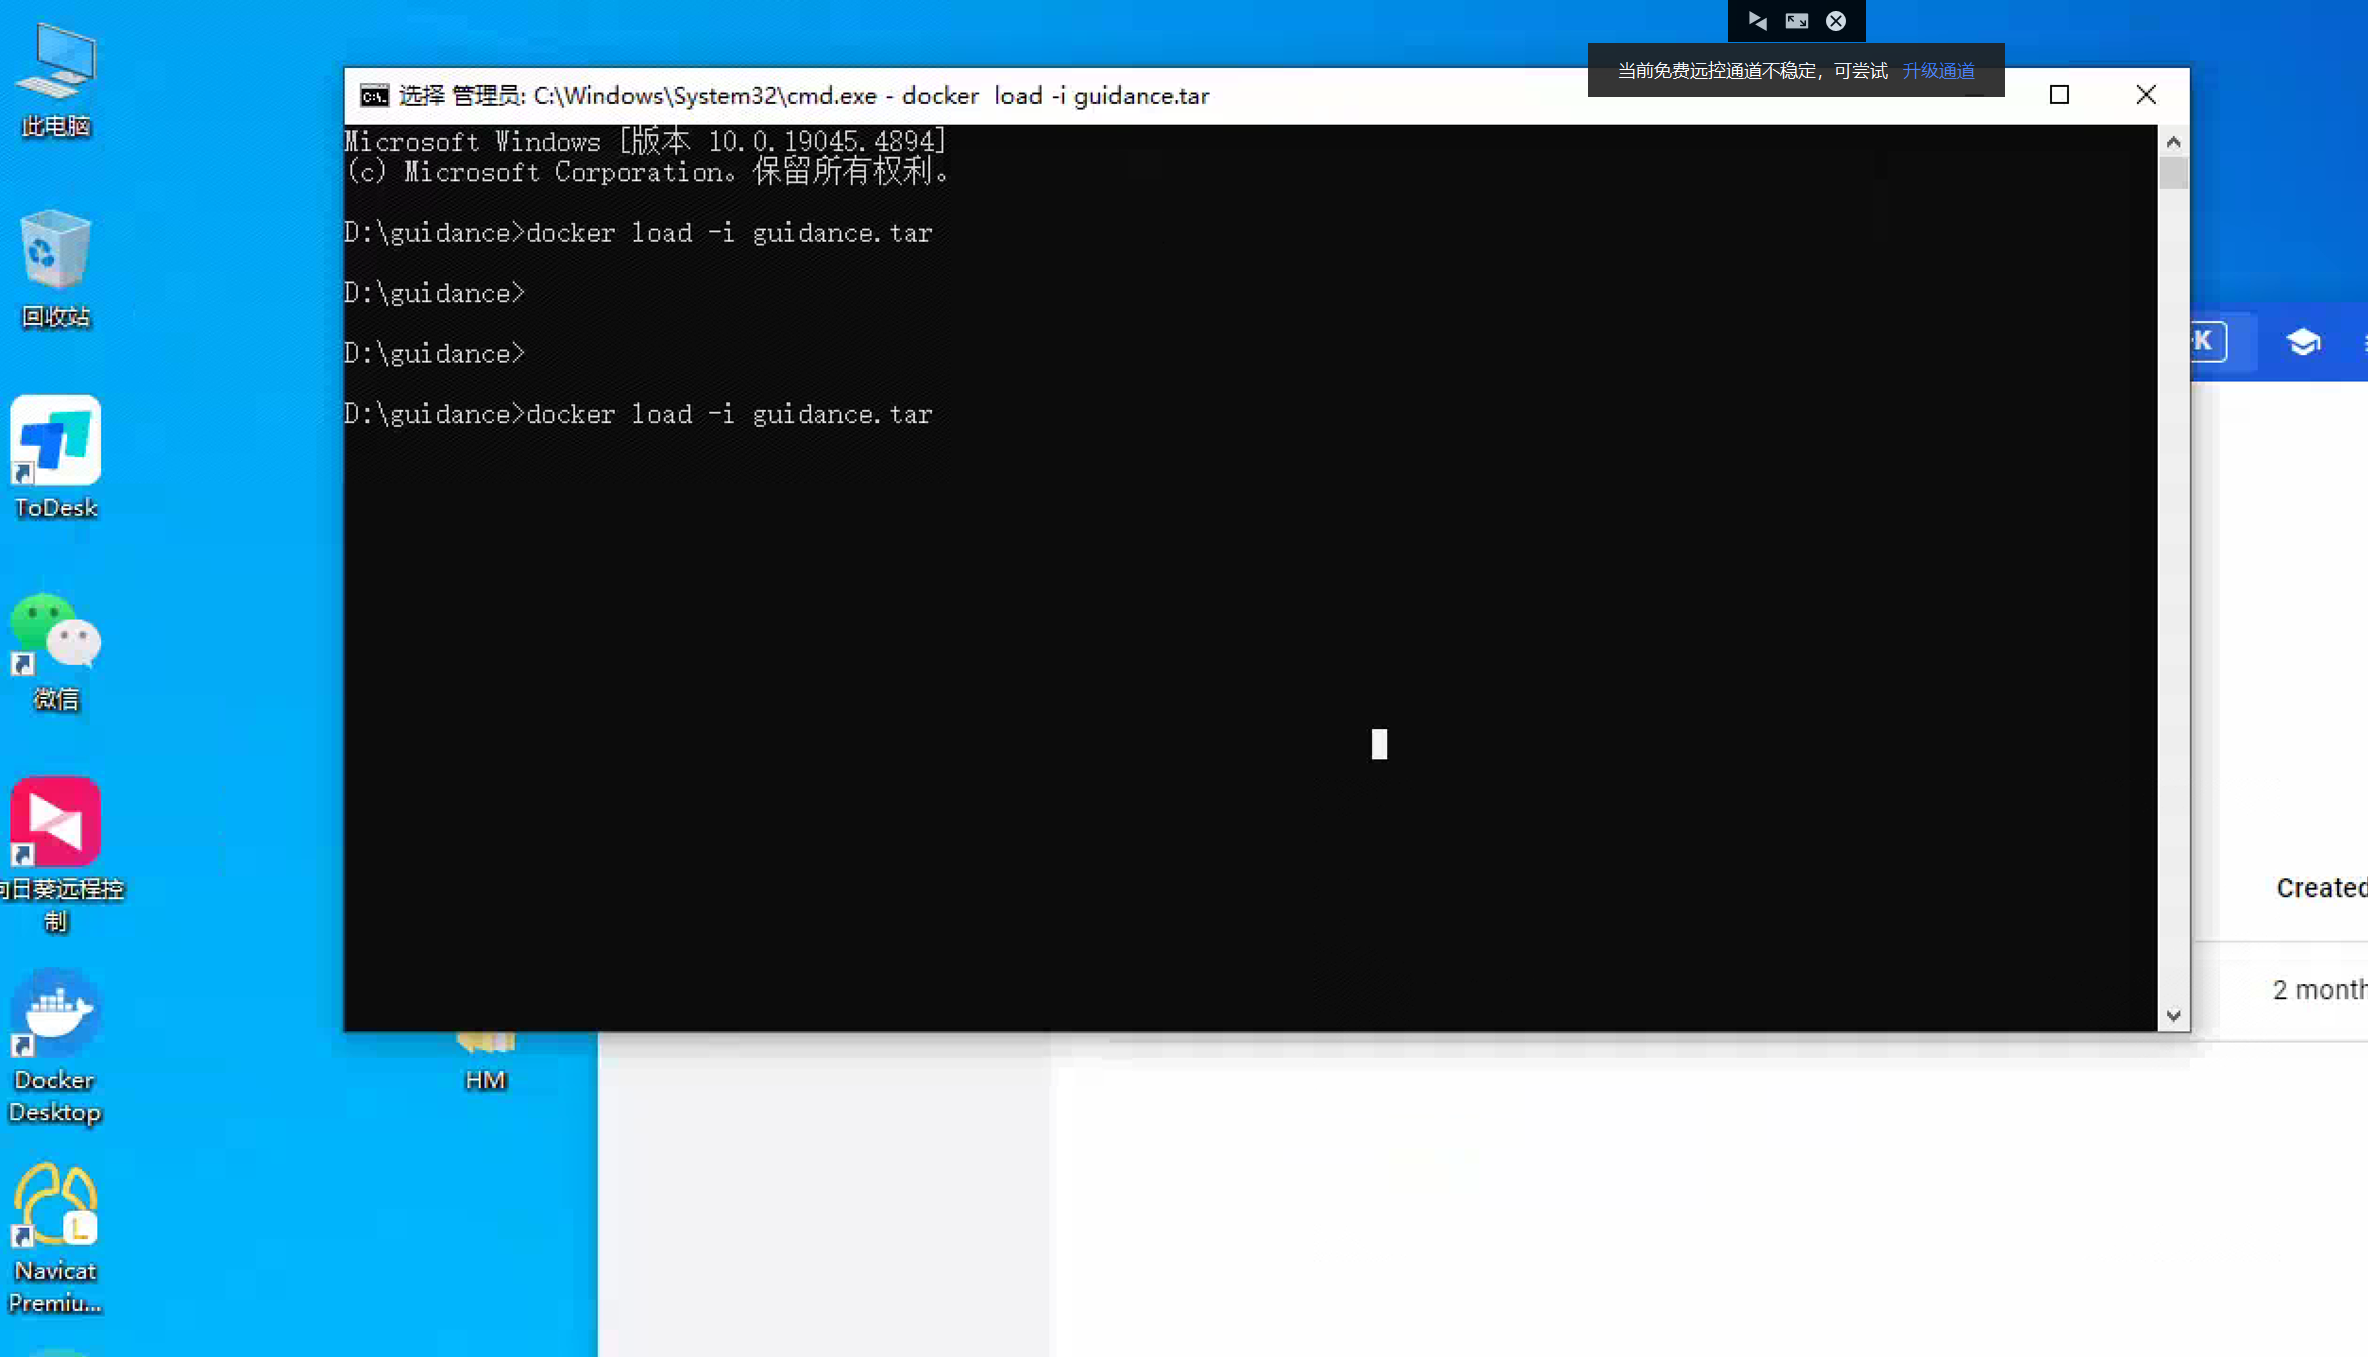 当前免费远控通道不稳定，可尝试 升级通道
选择 管理员: C:\Windows\System32\cmd.exe - docker  load -i guidance.tar
Microsoft Windows [版本 10.0.19045.4894]
(c) Microsoft Corporation。保留所有权利。
D:\guidance>docker load -i guidance.tar
D:\guidance>
D:\guidance>
D:\guidance>docker load -i guidance.tar
此电脑
回收站
ToDesk
微信
向日葵远程控
制
Docker
Desktop
Navicat
Premiu...
HM
K
Created
2 month